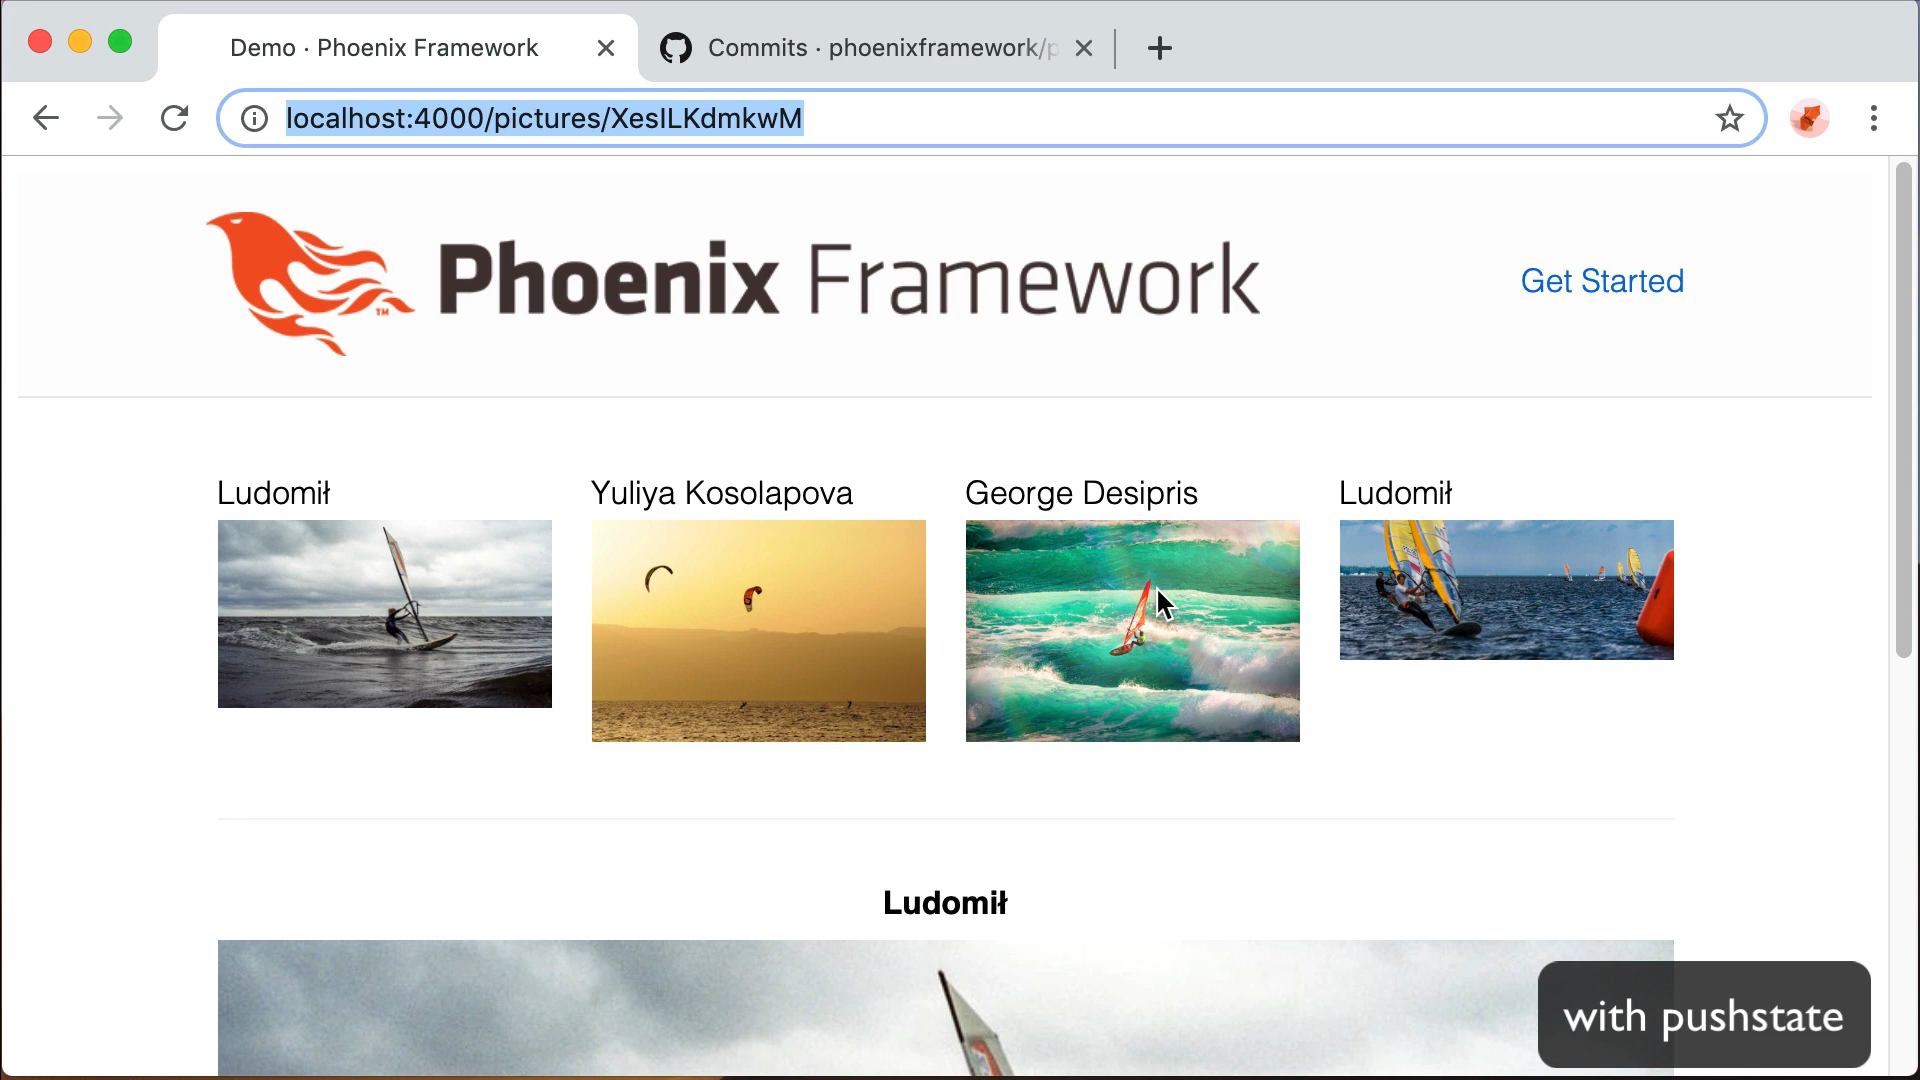 Demo · Phoenix Framework
Commits · phoenixframework/p
localhost:4000/pictures/XesILKdmkwM
Phoenix Framework
TM
Get Started
Ludomił
Yuliya Kosolapova
George Desipris
Ludomił
Ludomił
with pushstate